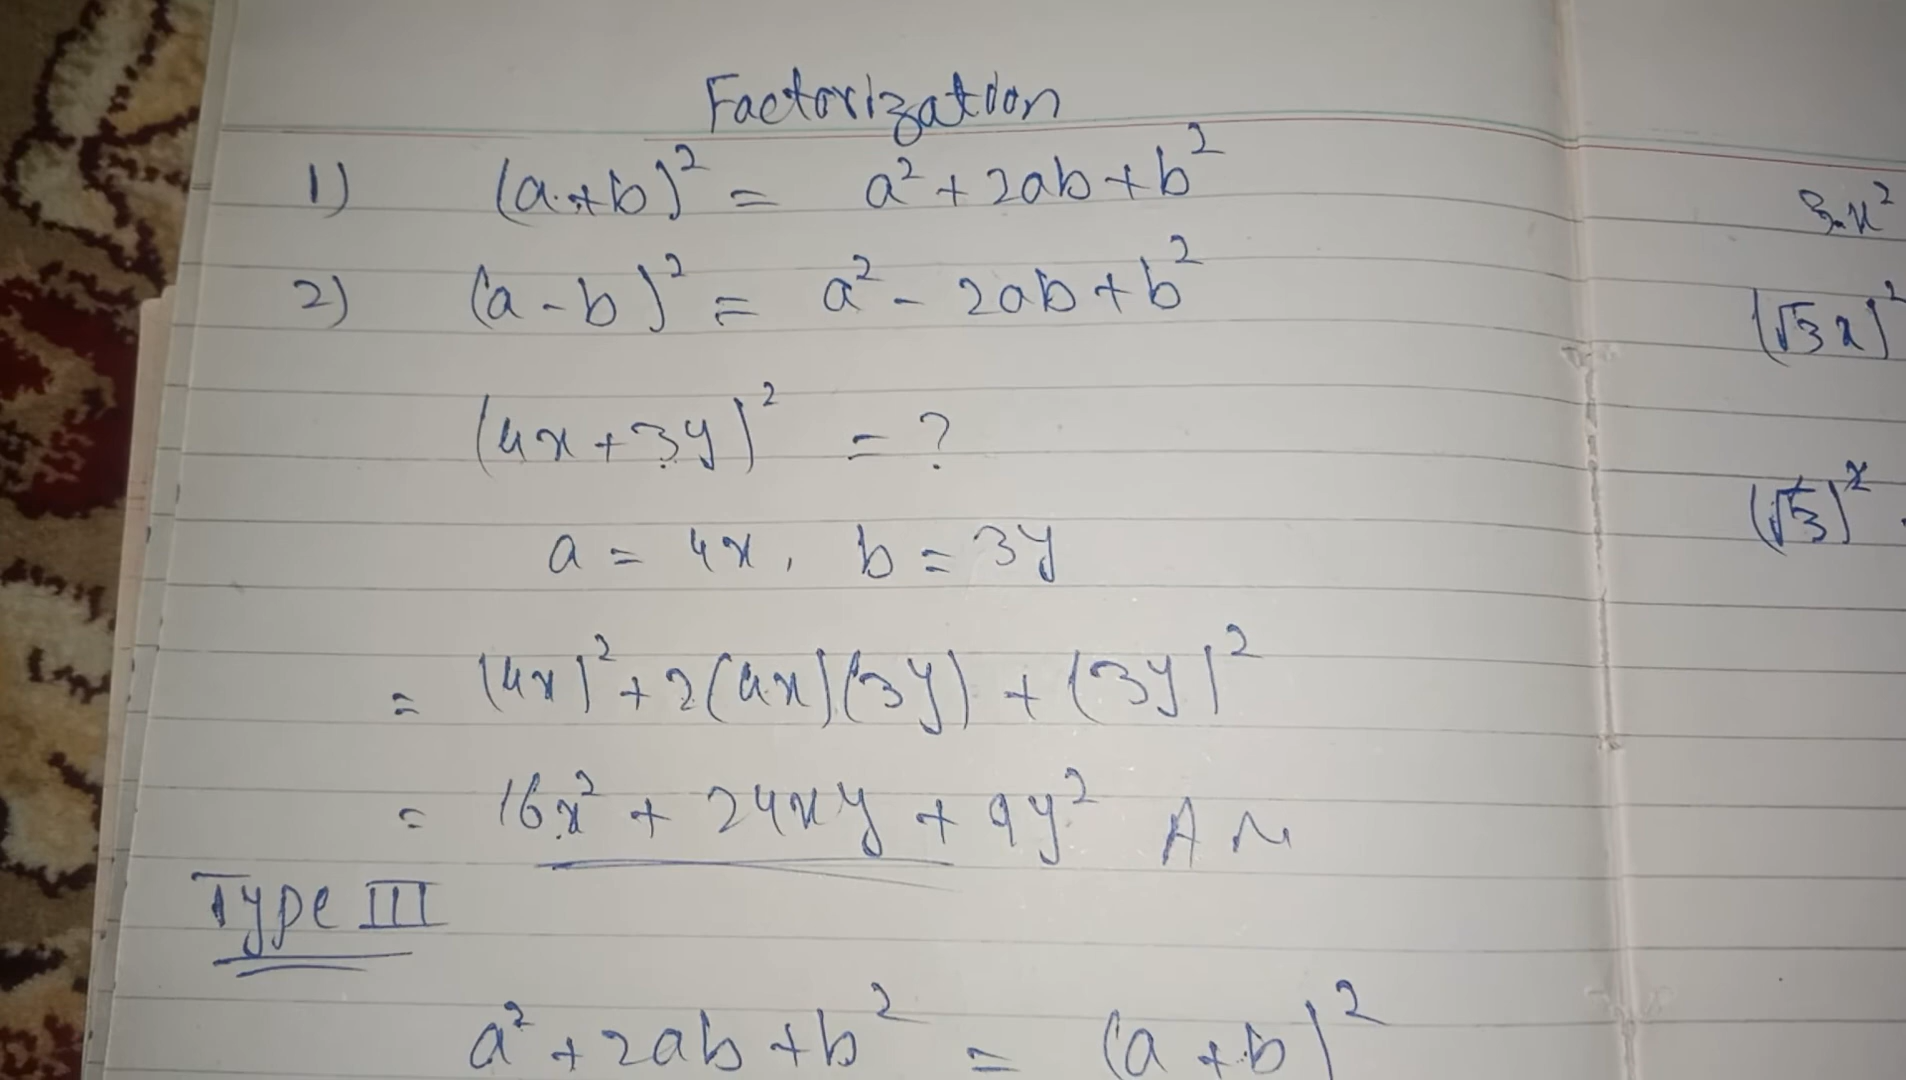 Factorization
1) (a+b)² = a² + 2ab + b²
2) (a-b)² = a² - 2ab + b²
(4x+3y)² = ?
a = 4x, b = 3y
= (4x)² + 2(4x)(3y) + (3y)²
= 16x² + 24xy + 9y² An
Type III
a² + 2ab + b² = (a+b)²
3x²
(√3x)²
(√3)²